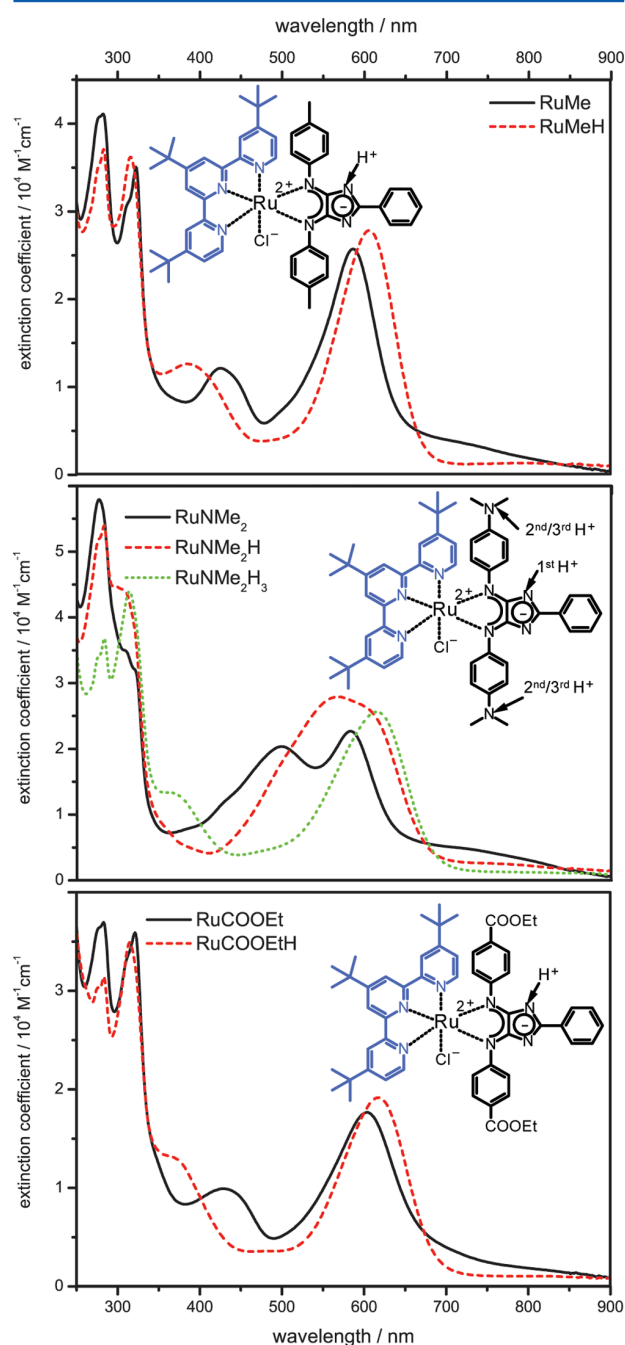 wavelength / nm
300 400 500 600 700 800 900
extinction coefficient / 10⁴ M⁻¹cm⁻¹
4
3
2
1
0
RuMe
RuMeH
N
N
N
Ru
2+
Cl⁻
N
N
N
N
−
H⁺
extinction coefficient / 10⁴ M⁻¹cm⁻¹
5
4
3
2
1
0
RuNMe₂
RuNMe₂H
RuNMe₂H₃
N
2ⁿᵈ/3ʳᵈ H⁺
1ˢᵗ H⁺
N
N
N
Ru
2+
Cl⁻
N
N
N
N
−
2ⁿᵈ/3ʳᵈ H⁺
N
extinction coefficient / 10⁴ M⁻¹cm⁻¹
3
2
1
0
RuCOOEt
RuCOOEtH
COOEt
H⁺
N
N
N
Ru
2+
Cl⁻
N
N
N
N
−
COOEt
300 400 500 600 700 800 900
wavelength / nm